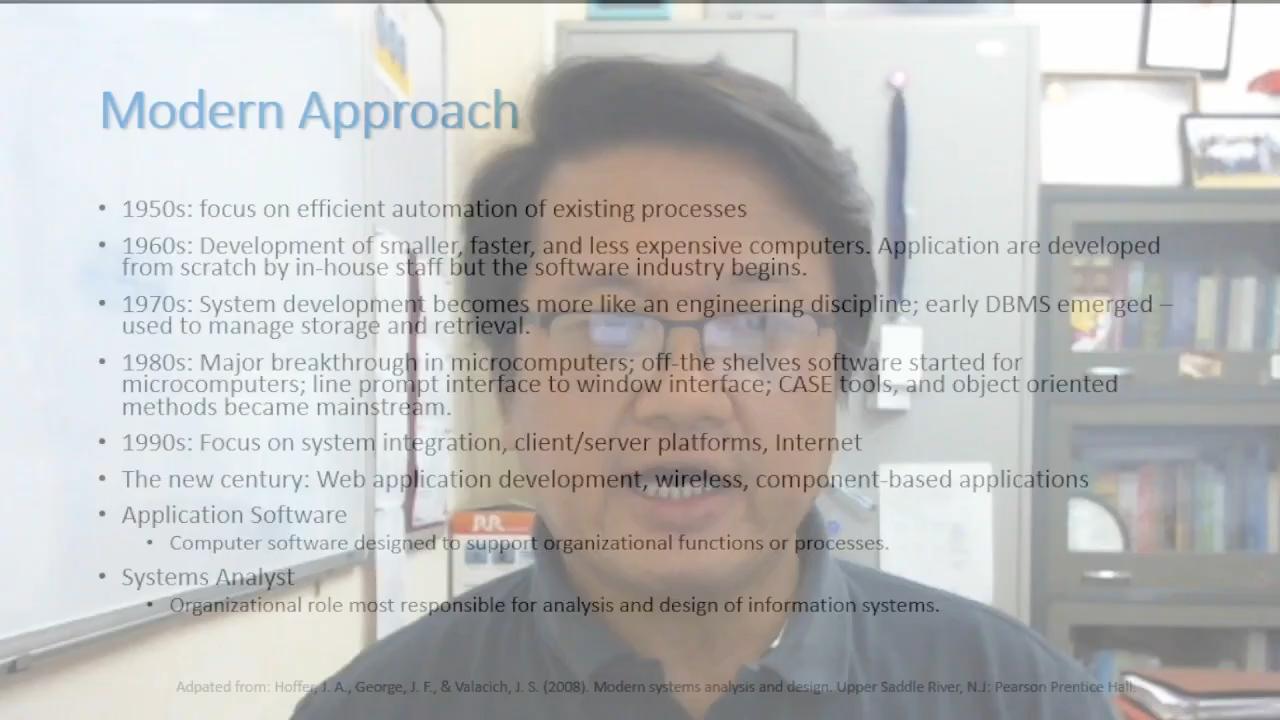 Modern Approach
• 1950s: focus on efficient automation of existing processes
• 1960s: Development of smaller, faster, and less expensive computers. Application are developed
from scratch by in-house staff but the software industry begins.
• 1970s: System development becomes more like an engineering discipline; early DBMS emerged –
used to manage storage and retrieval.
• 1980s: Major breakthrough in microcomputers; off-the shelves software started for
microcomputers; line prompt interface to window interface; CASE tools, and object oriented
methods became mainstream.
• 1990s: Focus on system integration, client/server platforms, Internet
• The new century: Web application development, wireless, component-based applications
• Application Software
• Computer software designed to support organizational functions or processes.
• Systems Analyst
• Organizational role most responsible for analysis and design of information systems.
Adpated from: Hoffer, J. A., George, J. F., & Valacich, J. S. (2008). Modern systems analysis and design. Upper Saddle River, N.J: Pearson Prentice Hall.